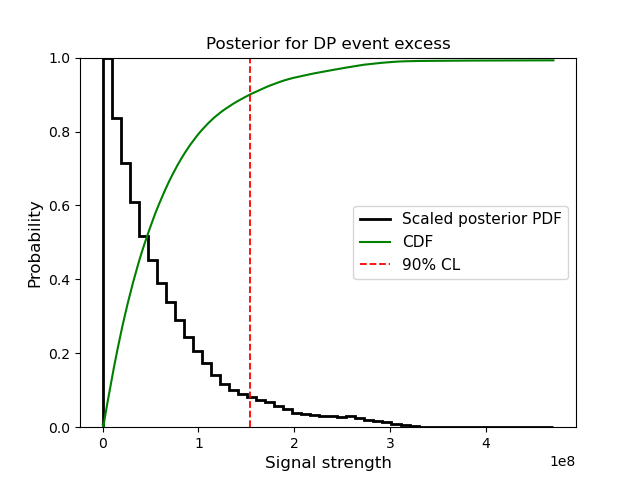 Posterior for DP event excess
1.0
0.8
0.6
0.4
0.2
0.0
Probability
Scaled posterior PDF
CDF
90% CL
0 1 2 3 4
1e8
Signal strength